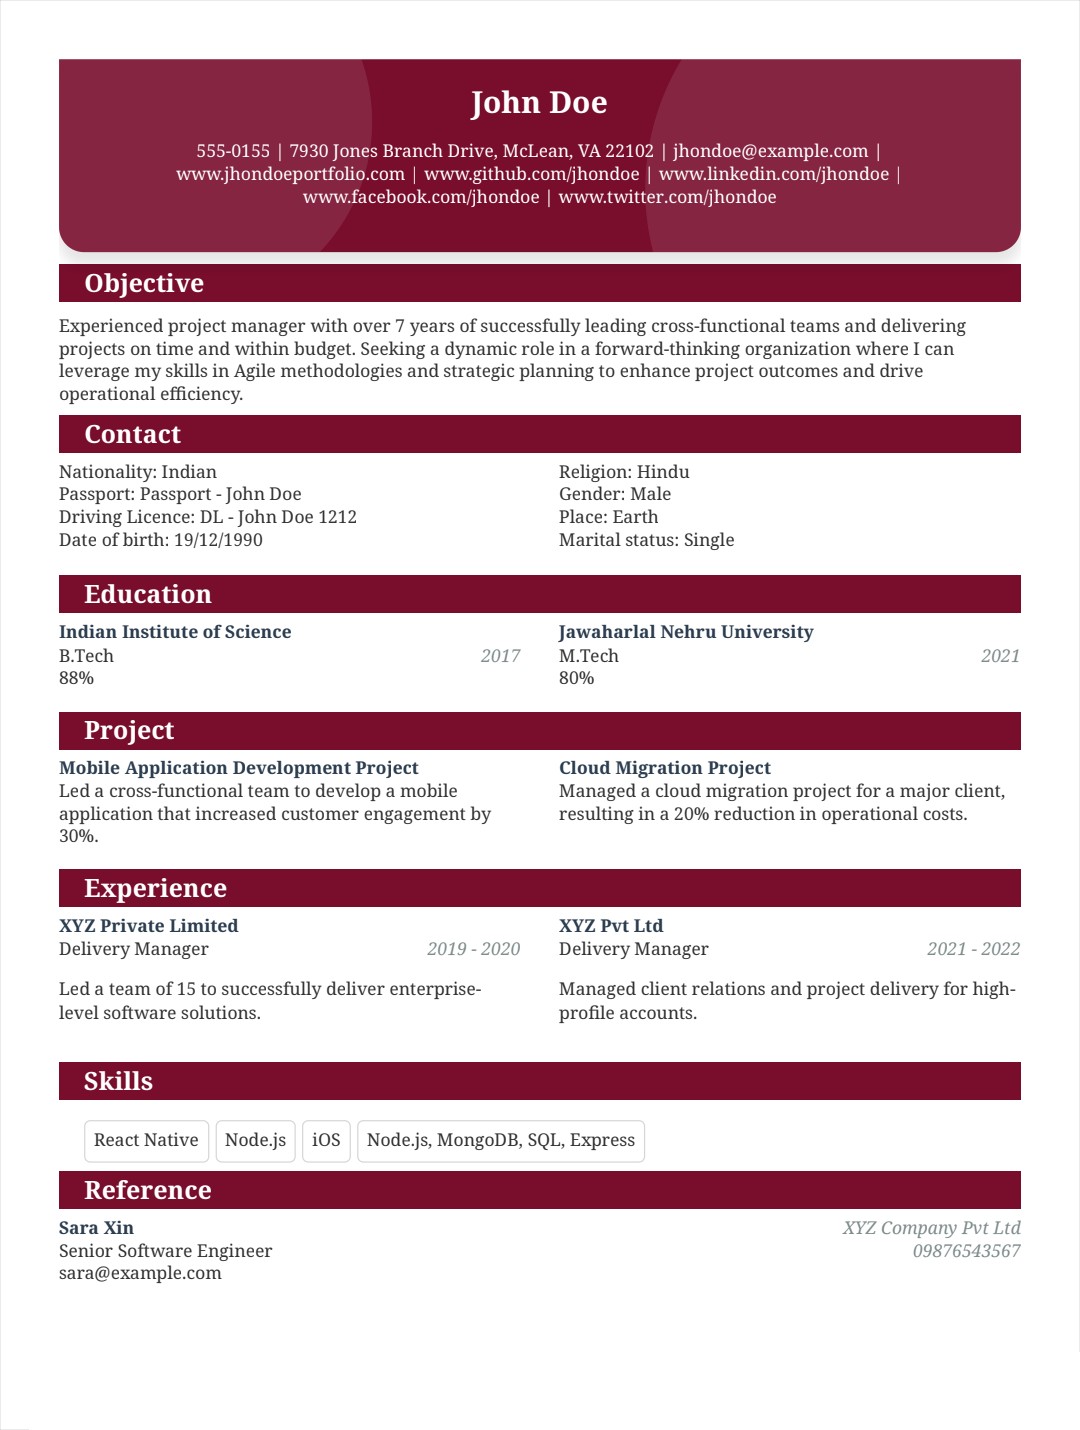 John Doe
555-0155 | 7930 Jones Branch Drive, McLean, VA 22102 | jhondoe@example.com |
www.jhondoeportfolio.com | www.github.com/jhondoe | www.linkedin.com/jhondoe |
www.facebook.com/jhondoe | www.twitter.com/jhondoe
Objective
Experienced project manager with over 7 years of successfully leading cross-functional teams and delivering
projects on time and within budget. Seeking a dynamic role in a forward-thinking organization where I can
leverage my skills in Agile methodologies and strategic planning to enhance project outcomes and drive
operational efficiency.
Contact
Nationality: Indian
Passport: Passport - John Doe
Driving Licence: DL - John Doe 1212
Date of birth: 19/12/1990
Religion: Hindu
Gender: Male
Place: Earth
Marital status: Single
Education
Indian Institute of Science
B.Tech 2017
88%
Jawaharlal Nehru University
M.Tech 2021
80%
Project
Mobile Application Development Project
Led a cross-functional team to develop a mobile
application that increased customer engagement by
30%.
Cloud Migration Project
Managed a cloud migration project for a major client,
resulting in a 20% reduction in operational costs.
Experience
XYZ Private Limited
Delivery Manager 2019 - 2020
Led a team of 15 to successfully deliver enterprise-
level software solutions.
XYZ Pvt Ltd
Delivery Manager 2021 - 2022
Managed client relations and project delivery for high-
profile accounts.
Skills
React Native Node.js iOS Node.js, MongoDB, SQL, Express
Reference
Sara Xin XYZ Company Pvt Ltd
Senior Software Engineer 09876543567
sara@example.com